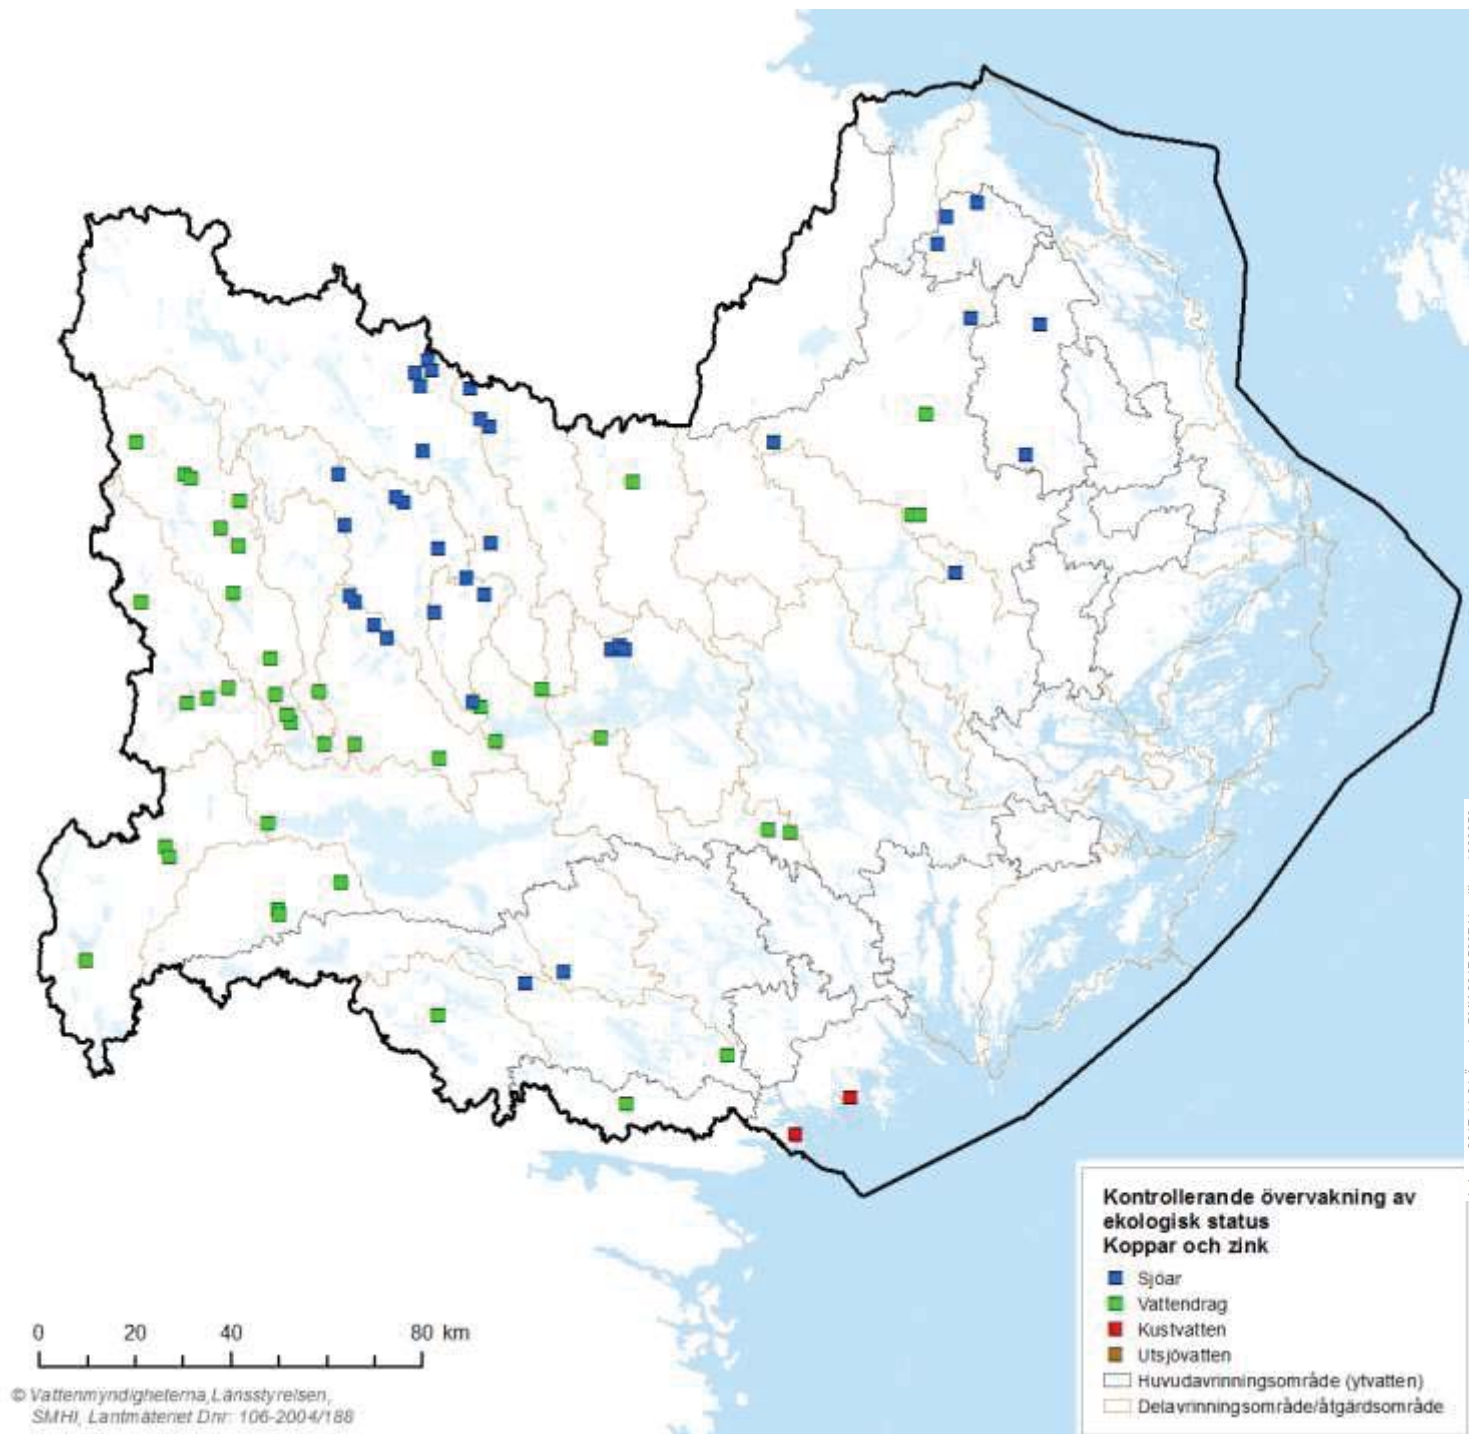 Kontrollerande övervakning av
ekologisk status
Koppar och zink
Sjöar
Vattendrag
Kustvatten
Utsjövatten
Huvudavrinningsområde (ytvatten)
Delavrinningsområde/åtgärdsområde
0 20 40 80 km
© Vattenmyndigheterna,Länsstyrelsen,
SMHI, Lantmäteriet Dnr: 106-2004/188